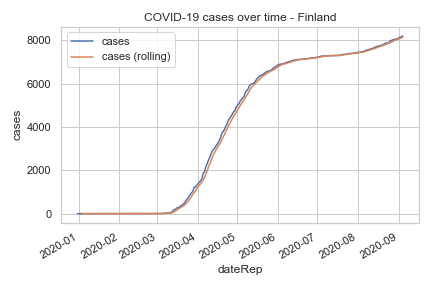 COVID-19 cases over time - Finland
cases
cases (rolling)
8000
6000
4000
2000
0
cases
2020-01
2020-02
2020-03
2020-04
2020-05
2020-06
2020-07
2020-08
2020-09
dateRep